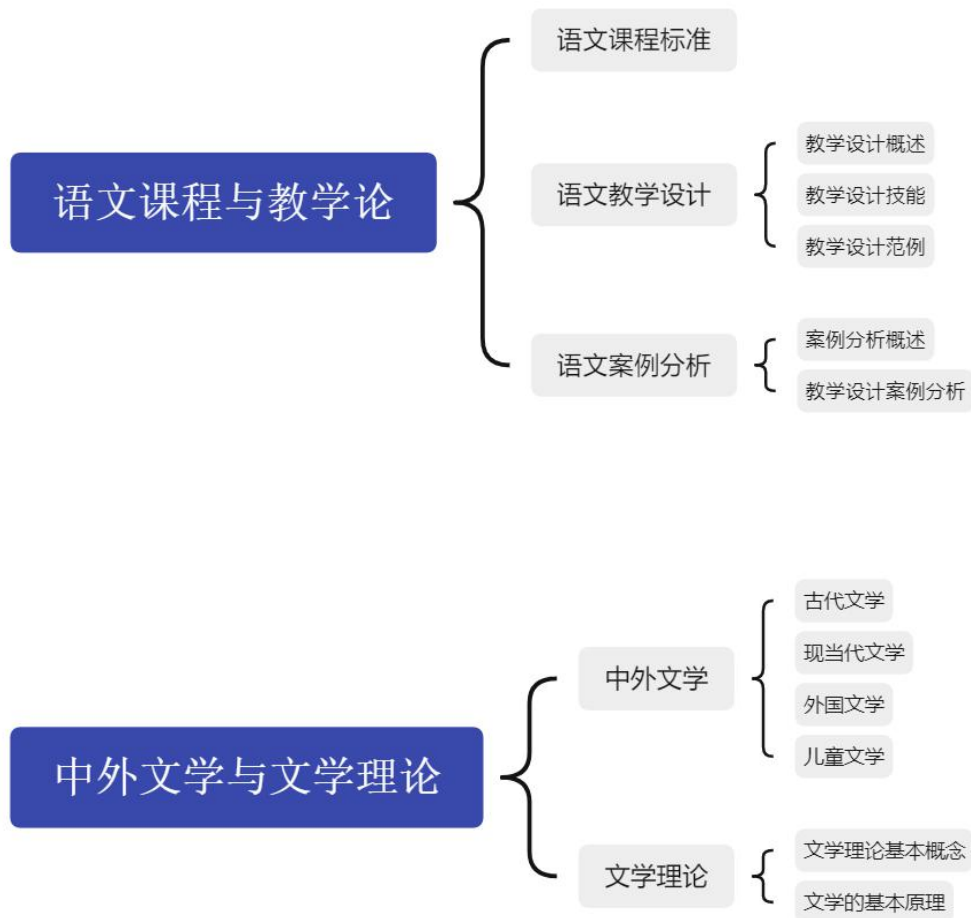 语文课程与教学论
语文课程标准
语文教学设计
教学设计概述
教学设计技能
教学设计范例
语文案例分析
案例分析概述
教学设计案例分析
中外文学与文学理论
中外文学
古代文学
现当代文学
外国文学
儿童文学
文学理论
文学理论基本概念
文学的基本原理